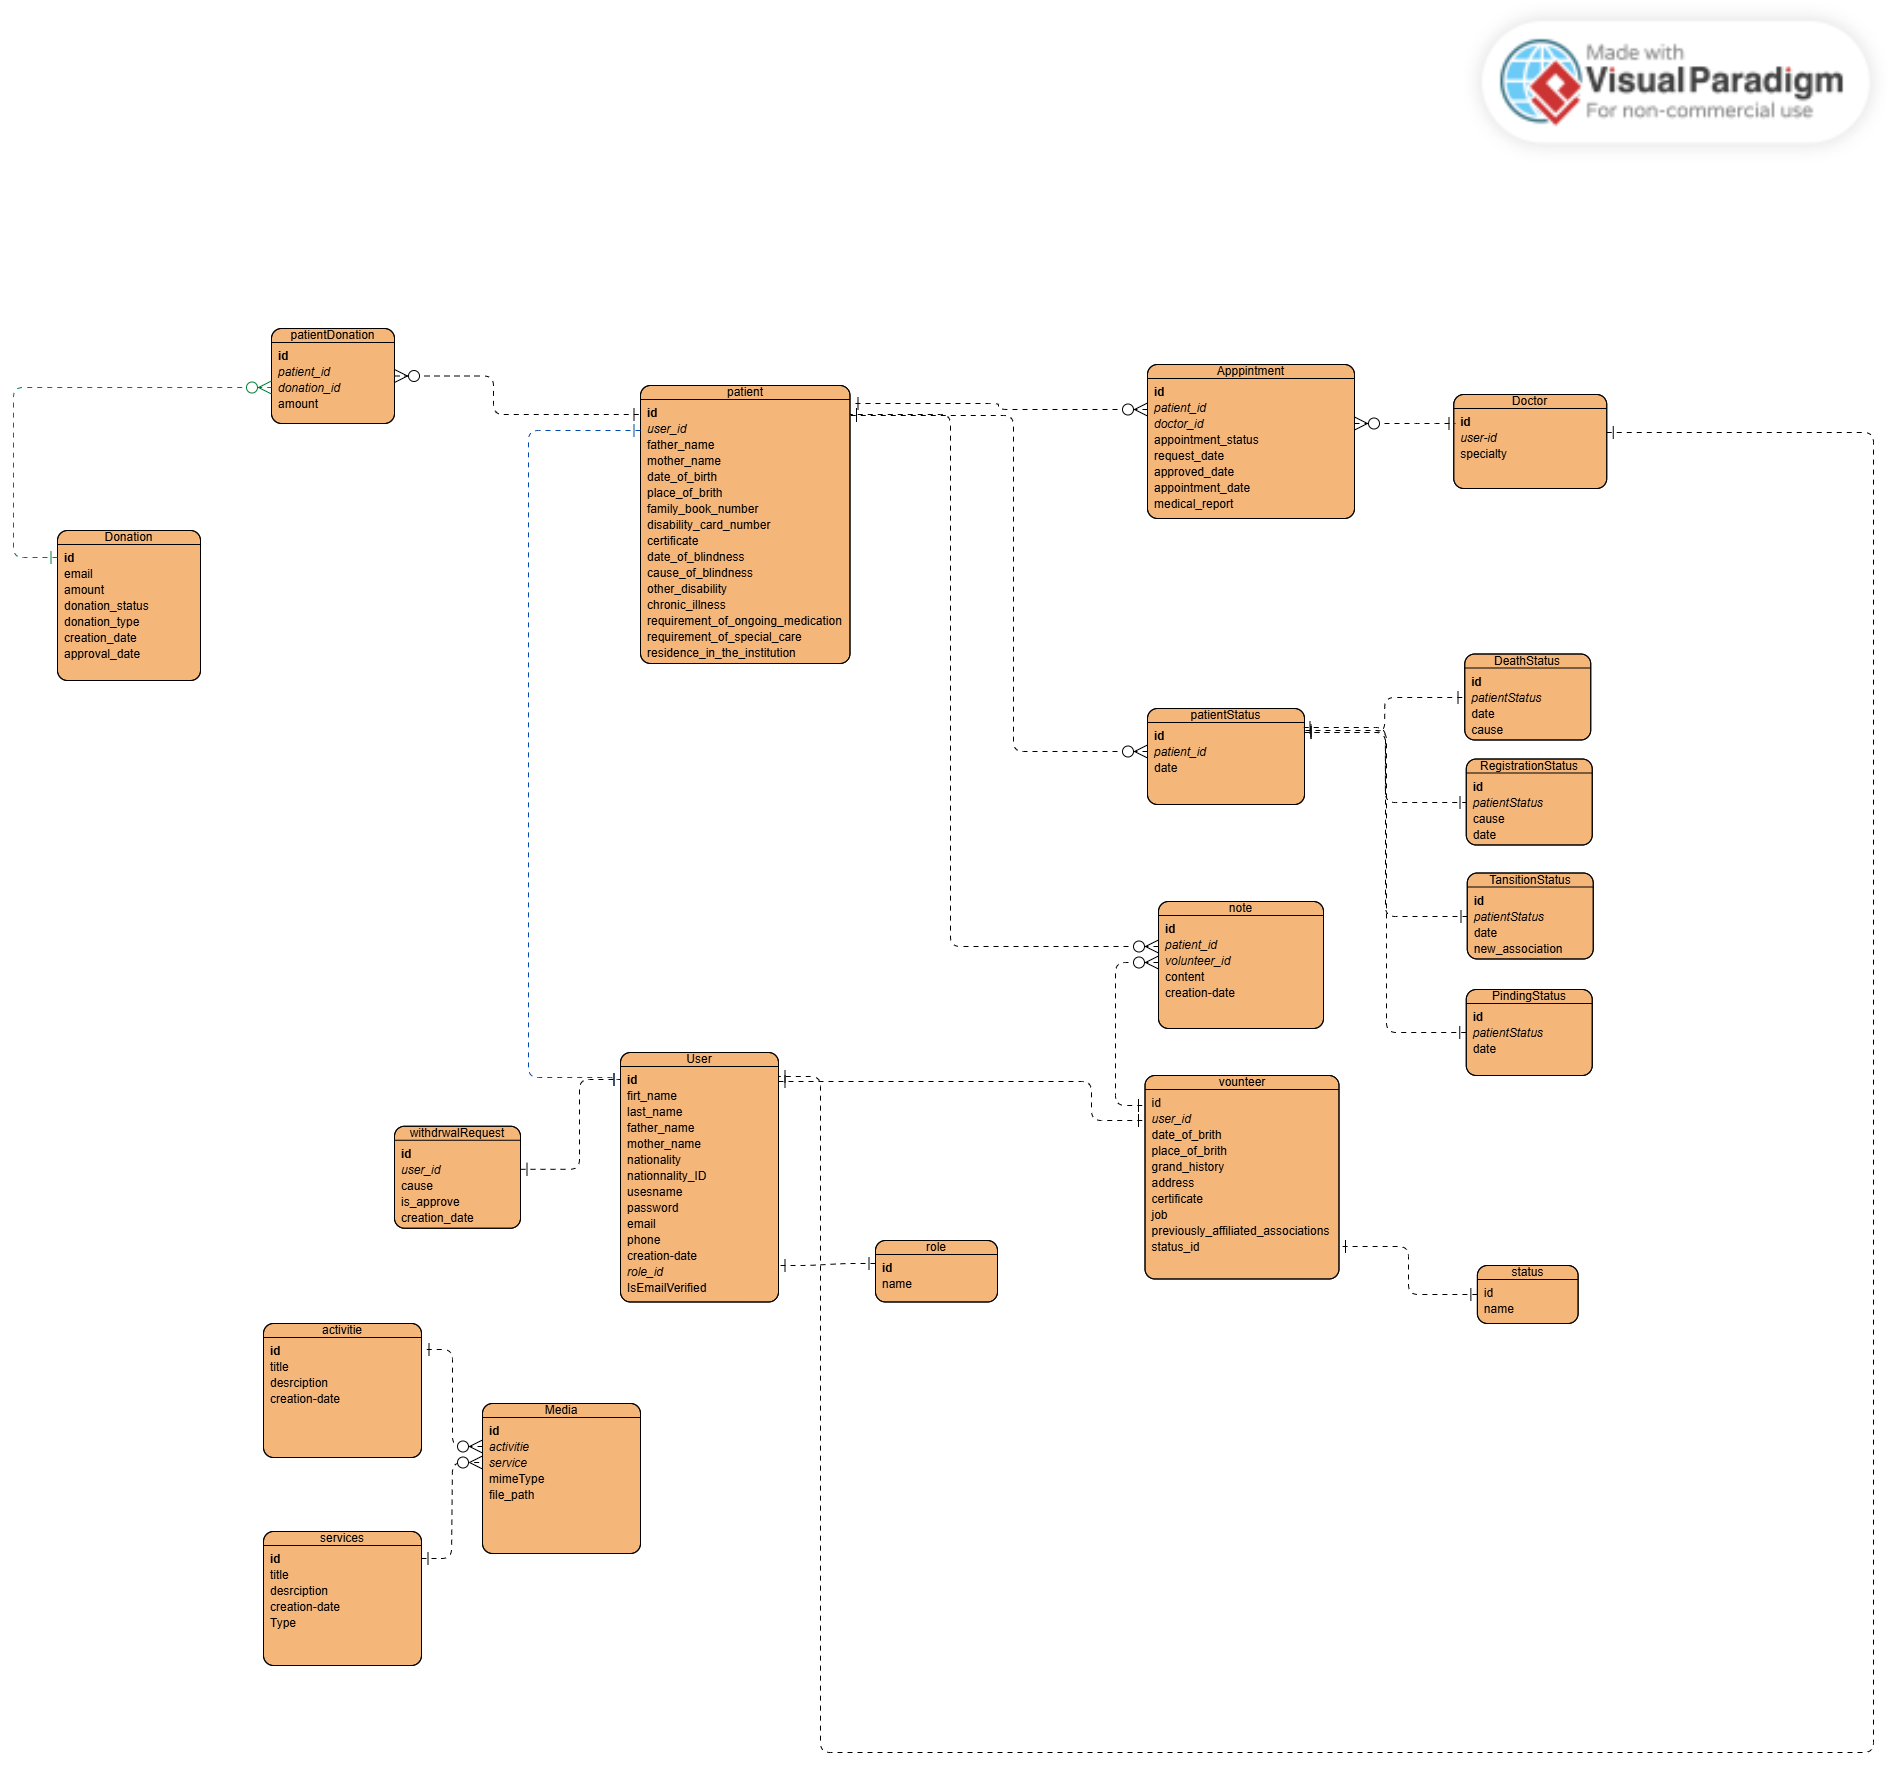 Made with
Visual Paradigm
For non-commercial use
patientDonation
id
patient_id
donation_id
amount
Donation
id
email
amount
donation_status
donation_type
creation_date
approval_date
patient
id
user_id
father_name
mother_name
date_of_birth
place_of_brith
family_book_number
disability_card_number
certificate
date_of_blindness
cause_of_blindness
other_disability
chronic_illness
requirement_of_ongoing_medication
requirement_of_special_care
residence_in_the_institution
Apppintment
id
patient_id
doctor_id
appointment_status
request_date
approved_date
appointment_date
medical_report
Doctor
id
user-id
specialty
patientStatus
id
patient_id
date
DeathStatus
id
patientStatus
date
cause
RegistrationStatus
id
patientStatus
cause
date
TansitionStatus
id
patientStatus
date
new_association
PindingStatus
id
patientStatus
date
note
id
patient_id
volunteer_id
content
creation-date
User
id
firt_name
last_name
father_name
mother_name
nationality
nationnality_ID
usesname
password
email
phone
creation-date
role_id
IsEmailVerified
withdrwalRequest
id
user_id
cause
is_approve
creation_date
role
id
name
vounteer
id
user_id
date_of_brith
place_of_brith
grand_history
address
certificate
job
previously_affiliated_associations
status_id
status
id
name
activitie
id
title
desrciption
creation-date
Media
id
activitie
service
mimeType
file_path
services
id
title
desrciption
creation-date
Type